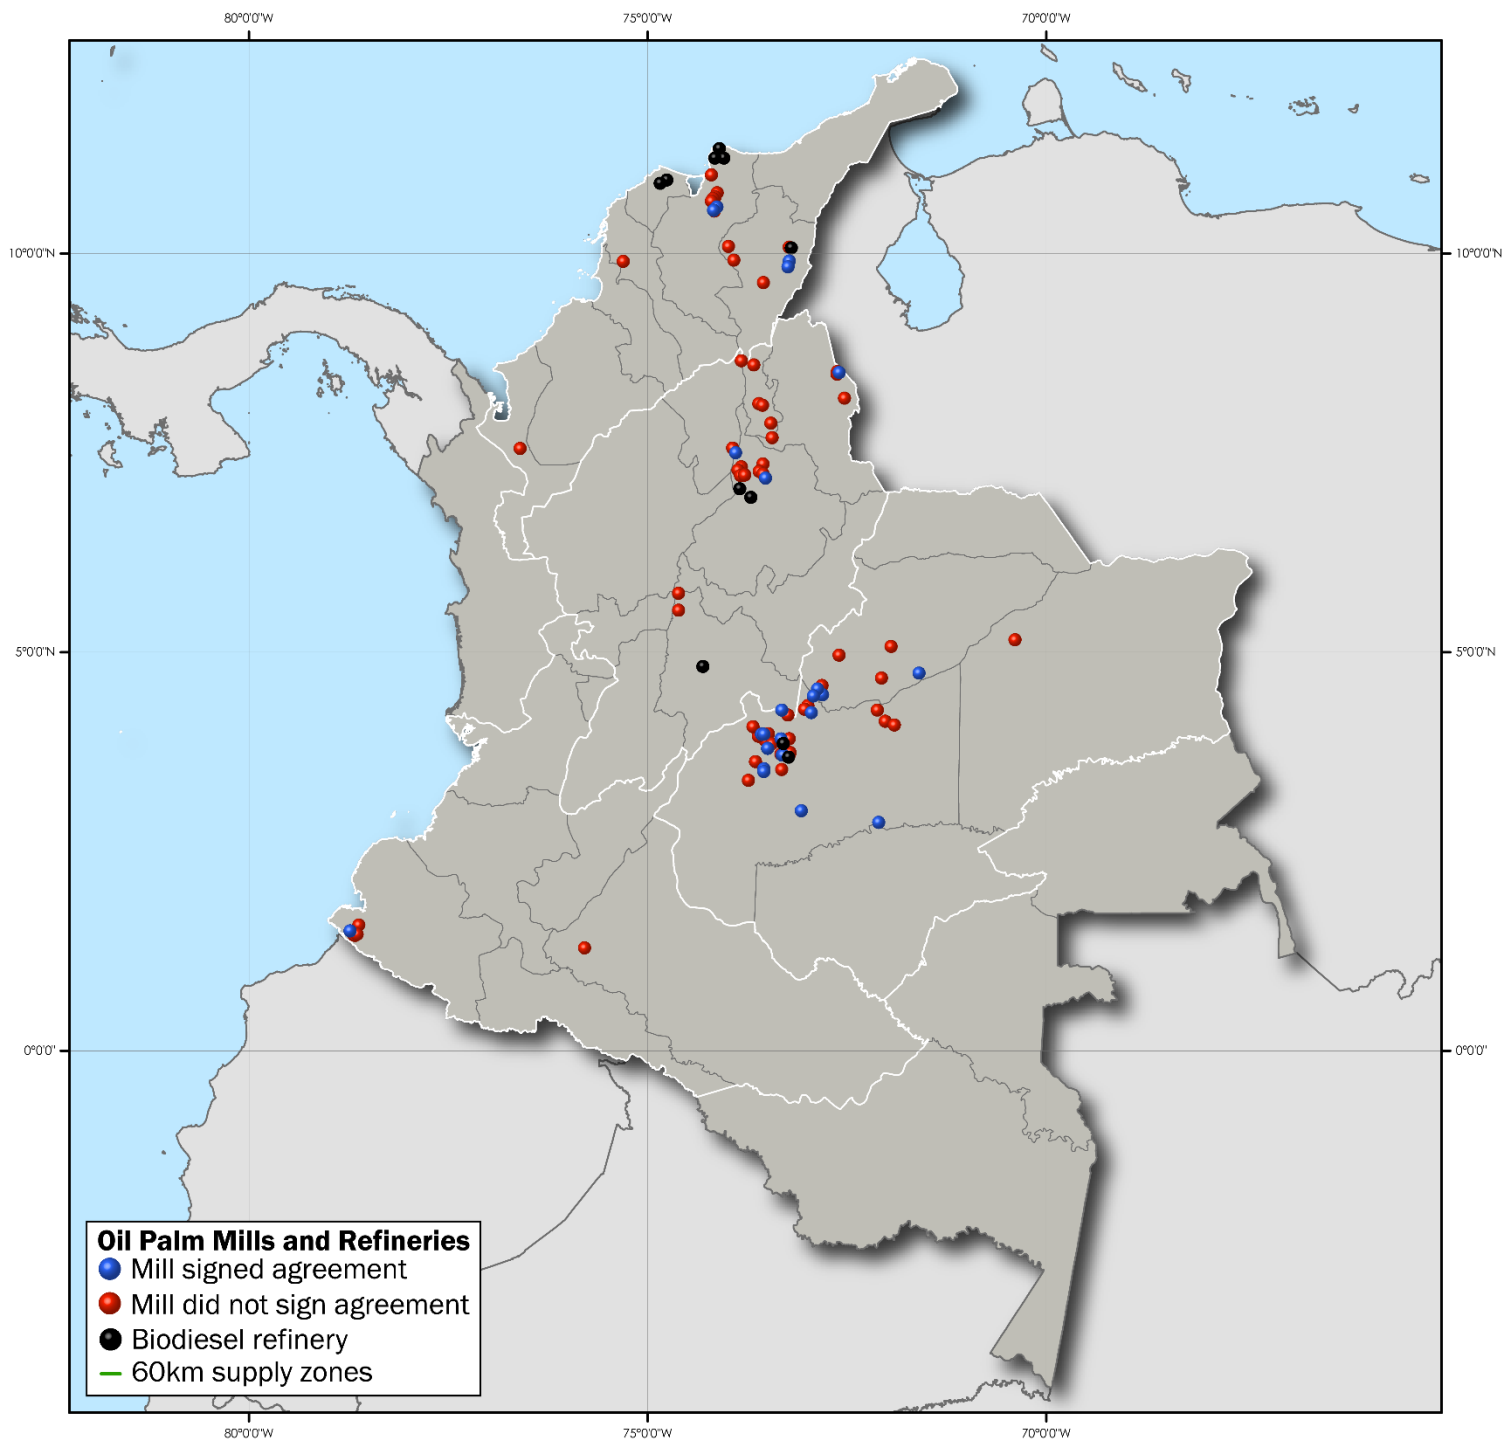 80°0'0"W 75°0'0"W 70°0'0"W
10°0'0"N 10°0'0"N
5°0'0"N 5°0'0"N
0°0'0" 0°0'0"
Oil Palm Mills and Refineries
Mill signed agreement
Mill did not sign agreement
Biodiesel refinery
60km supply zones
80°0'0"W 75°0'0"W 70°0'0"W